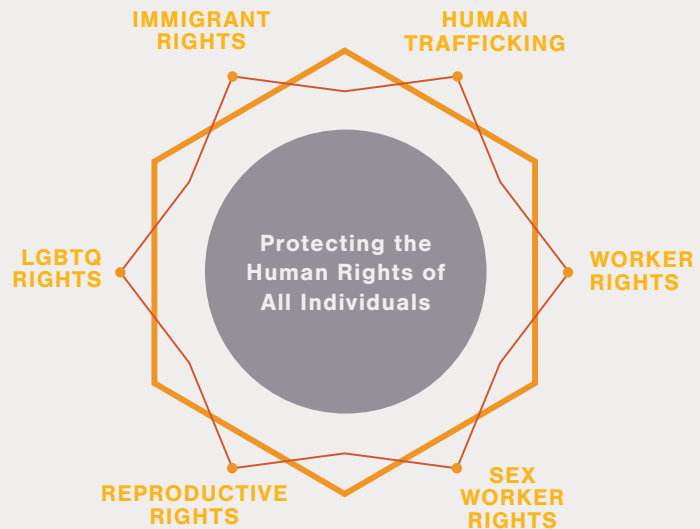 IMMIGRANT
RIGHTS
HUMAN
TRAFFICKING
LGBTQ
RIGHTS
Protecting the
Human Rights of
All Individuals
WORKER
RIGHTS
REPRODUCTIVE
RIGHTS
SEX
WORKER
RIGHTS